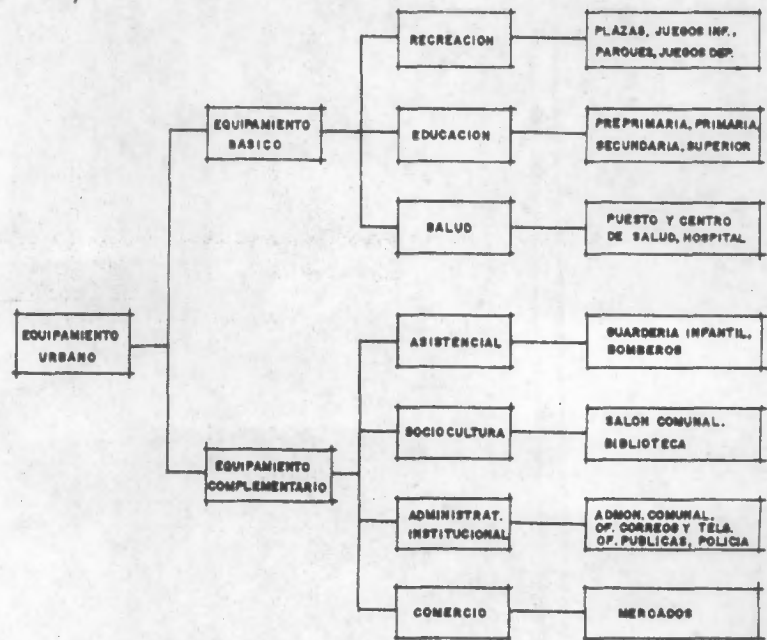 RECREACION
PLAZAS, JUEGOS INF.,
PARQUES, JUEGOS DEP.
EQUIPAMIENTO
BASICO
EDUCACION
PREPRIMARIA, PRIMARIA
SECUNDARIA, SUPERIOR
SALUD
PUESTO Y CENTRO
DE SALUD, HOSPITAL
EQUIPAMIENTO
URBANO
ASISTENCIAL
GUARDERIA INFANTIL.
BOMBEROS
SOCIO CULTURA
SALON COMUNAL.
BIBLIOTECA
EQUIPAMIENTO
COMPLEMENTARIO
ADMINISTRAT.
INSTITUCIONAL
ADMON. COMUNAL,
OF. CORREOS Y TELS.
OF. PUBLICAS, POLICIA
COMERCIO
MERCADOS